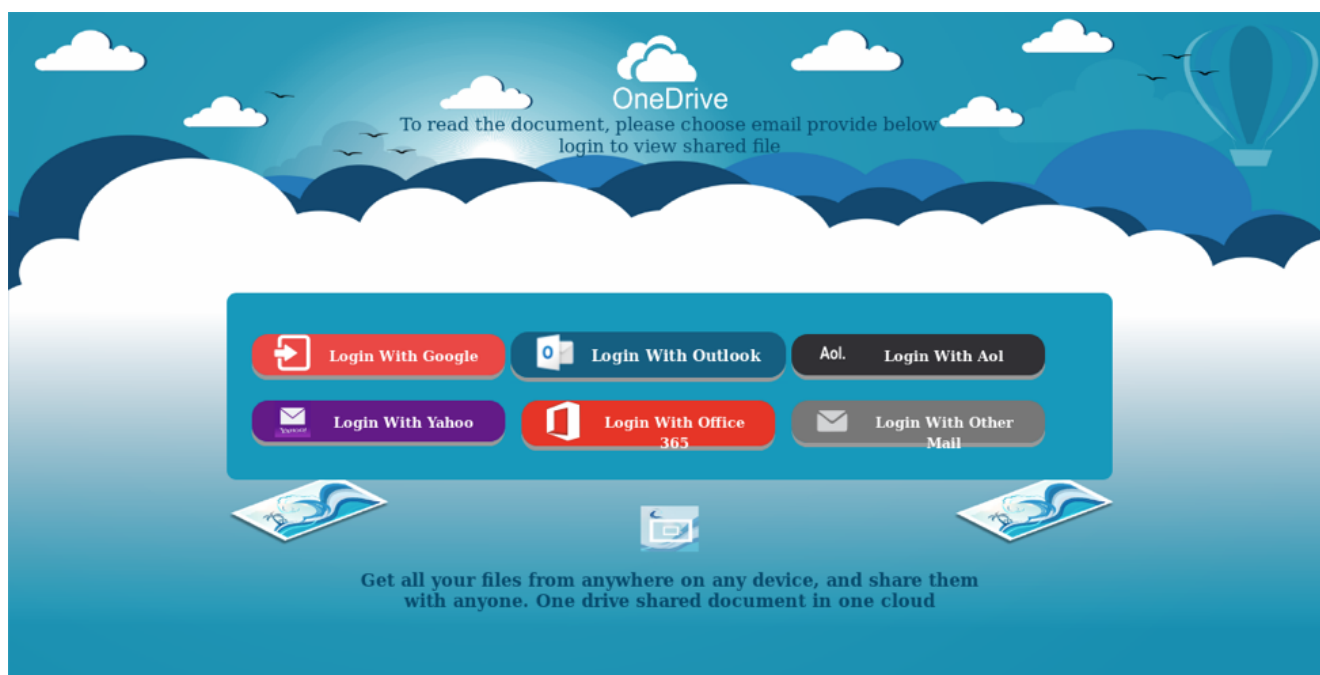 OneDrive
To read the document, please choose email provide below
login to view shared file
Login With Google
Login With Outlook
Aol.
Login With Aol
YAHOO!
Login With Yahoo
Login With Office
365
Login With Other
Mail
Get all your files from anywhere on any device, and share them
with anyone. One drive shared document in one cloud